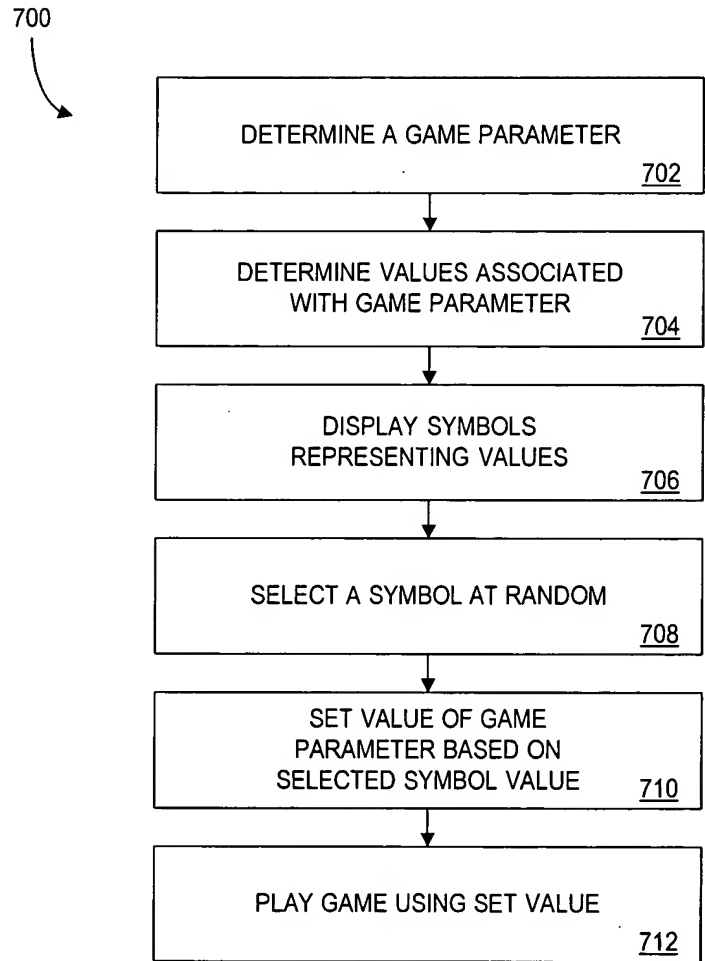 700
DETERMINE A GAME PARAMETER
702
DETERMINE VALUES ASSOCIATED
WITH GAME PARAMETER
704
DISPLAY SYMBOLS
REPRESENTING VALUES
706
SELECT A SYMBOL AT RANDOM
708
SET VALUE OF GAME
PARAMETER BASED ON
SELECTED SYMBOL VALUE
710
PLAY GAME USING SET VALUE
712